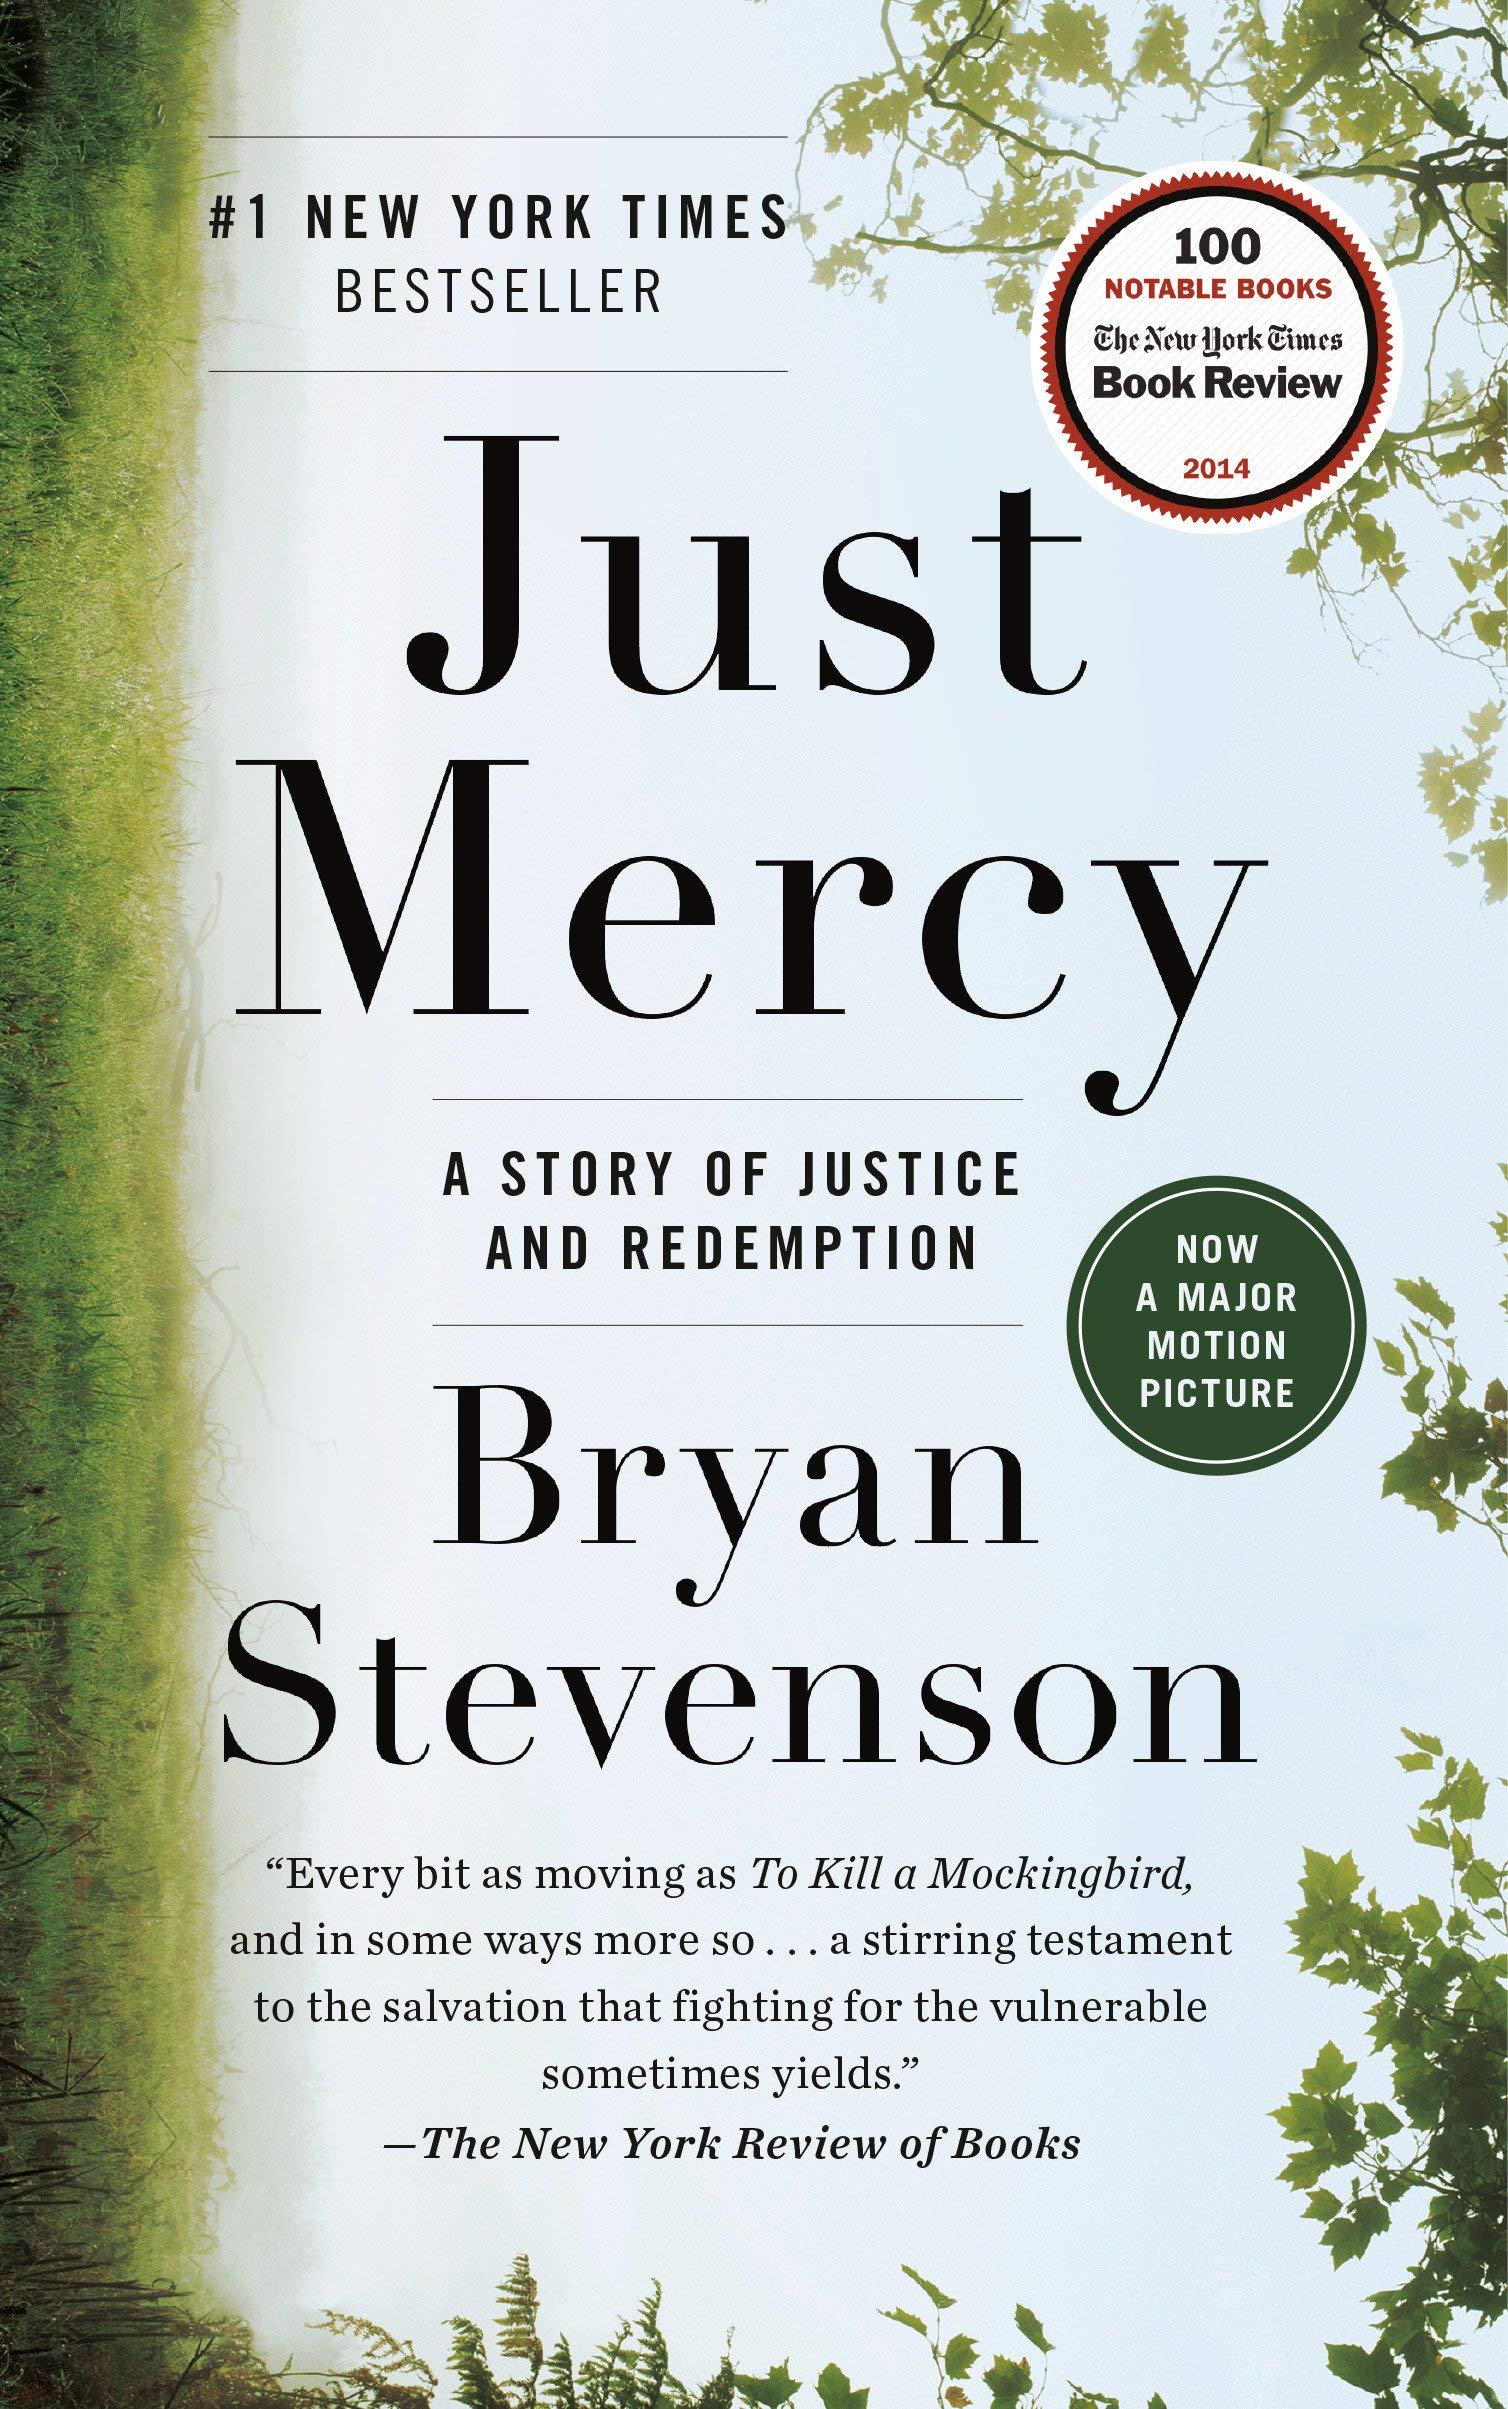 #1 NEW YORK TIMES
BESTSELLER
100
NOTABLE BOOKS
The New York Times
Book Review
2014
Just
Mercy
A STORY OF JUSTICE
AND REDEMPTION
NOW
A MAJOR
MOTION
PICTURE
Bryan
Stevenson
“Every bit as moving as To Kill a Mockingbird,
and in some ways more so . . . a stirring testament
to the salvation that fighting for the vulnerable
sometimes yields.”
—The New York Review of Books